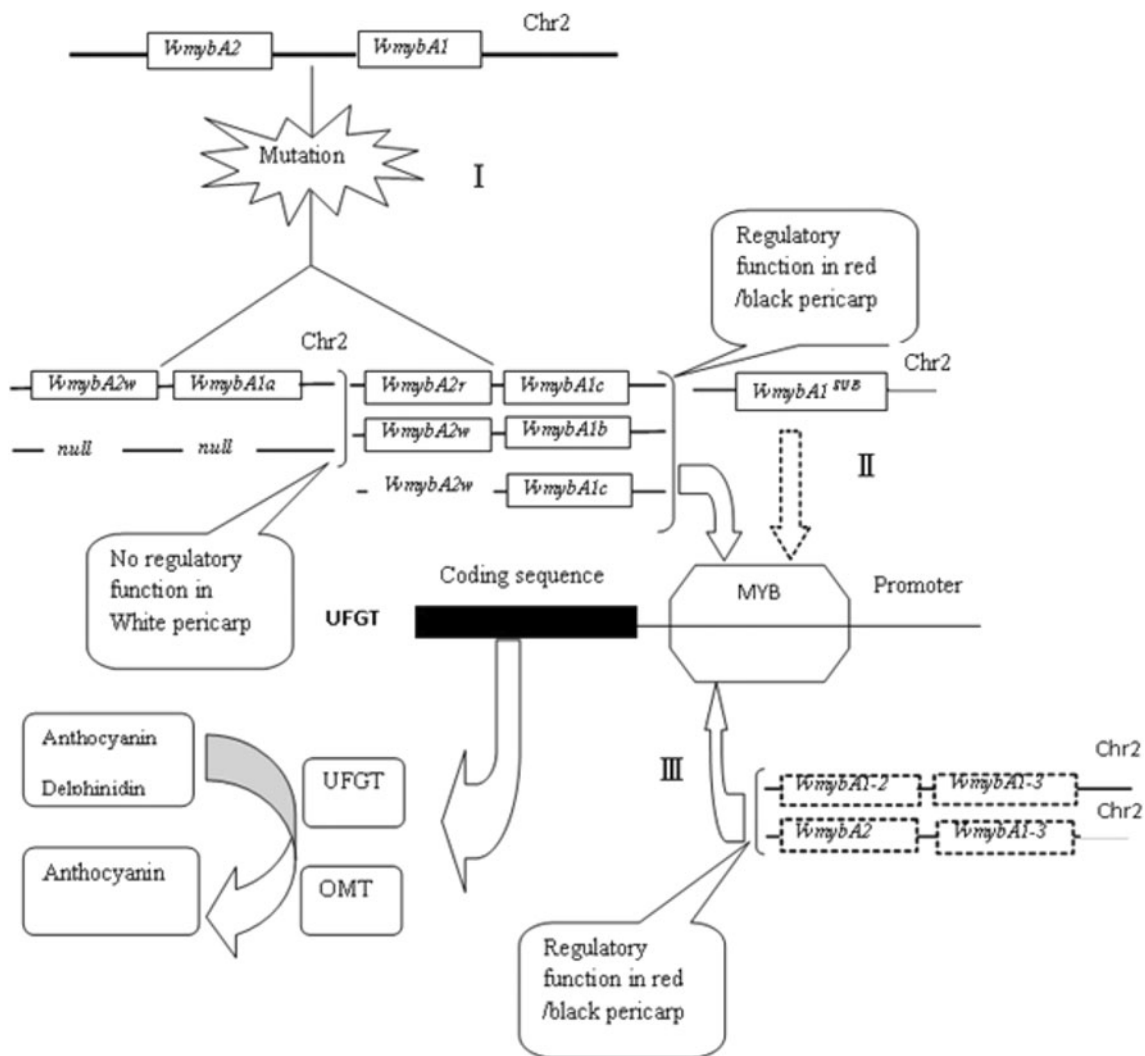 Chr2
VvmybA2 VvmybA1
Mutation
I
Regulatory
function in red
/black pericarp
Chr2
Chr2
VvmybA2w VvmybA1a VvmybA2r VvmybA1c VvmybA1 SUB
null null VvmybA2w VvmybA1b
II
VvmybA2w VvmybA1c
No regulatory
function in
White pericarp
Coding sequence
MYB
Promoter
UFGT
Anthocyanin
Delphinidin
UFGT
Anthocyanin
OMT
III
Chr2
VvmybA1-2 VvmybA1-3
Chr2
VvmybA2 VvmybA1-3
Regulatory
function in red
/black pericarp